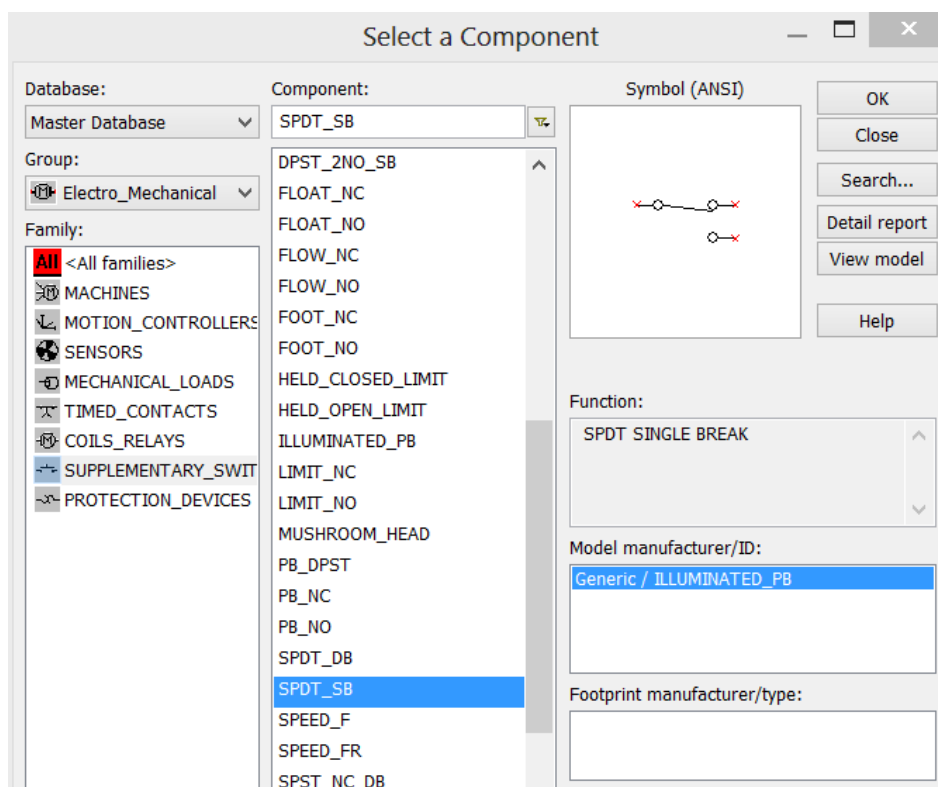 Select a Component
Database:
Master Database
Group:
Electro_Mechanical
Family:
All <All families>
MACHINES
MOTION_CONTROLLERS
SENSORS
MECHANICAL_LOADS
TIMED_CONTACTS
COILS_RELAYS
SUPPLEMENTARY_SWIT
PROTECTION_DEVICES
Component:
SPDT_SB
DPST_2NO_SB
FLOAT_NC
FLOAT_NO
FLOW_NC
FLOW_NO
FOOT_NC
FOOT_NO
HELD_CLOSED_LIMIT
HELD_OPEN_LIMIT
ILLUMINATED_PB
LIMIT_NC
LIMIT_NO
MUSHROOM_HEAD
PB_DPST
PB_NC
PB_NO
SPDT_DB
SPDT_SB
SPEED_F
SPEED_FR
SPST_NC_DB
Symbol (ANSI)
Function:
SPDT SINGLE BREAK
Model manufacturer/ID:
Generic / ILLUMINATED_PB
Footprint manufacturer/type:
OK
Close
Search...
Detail report
View model
Help